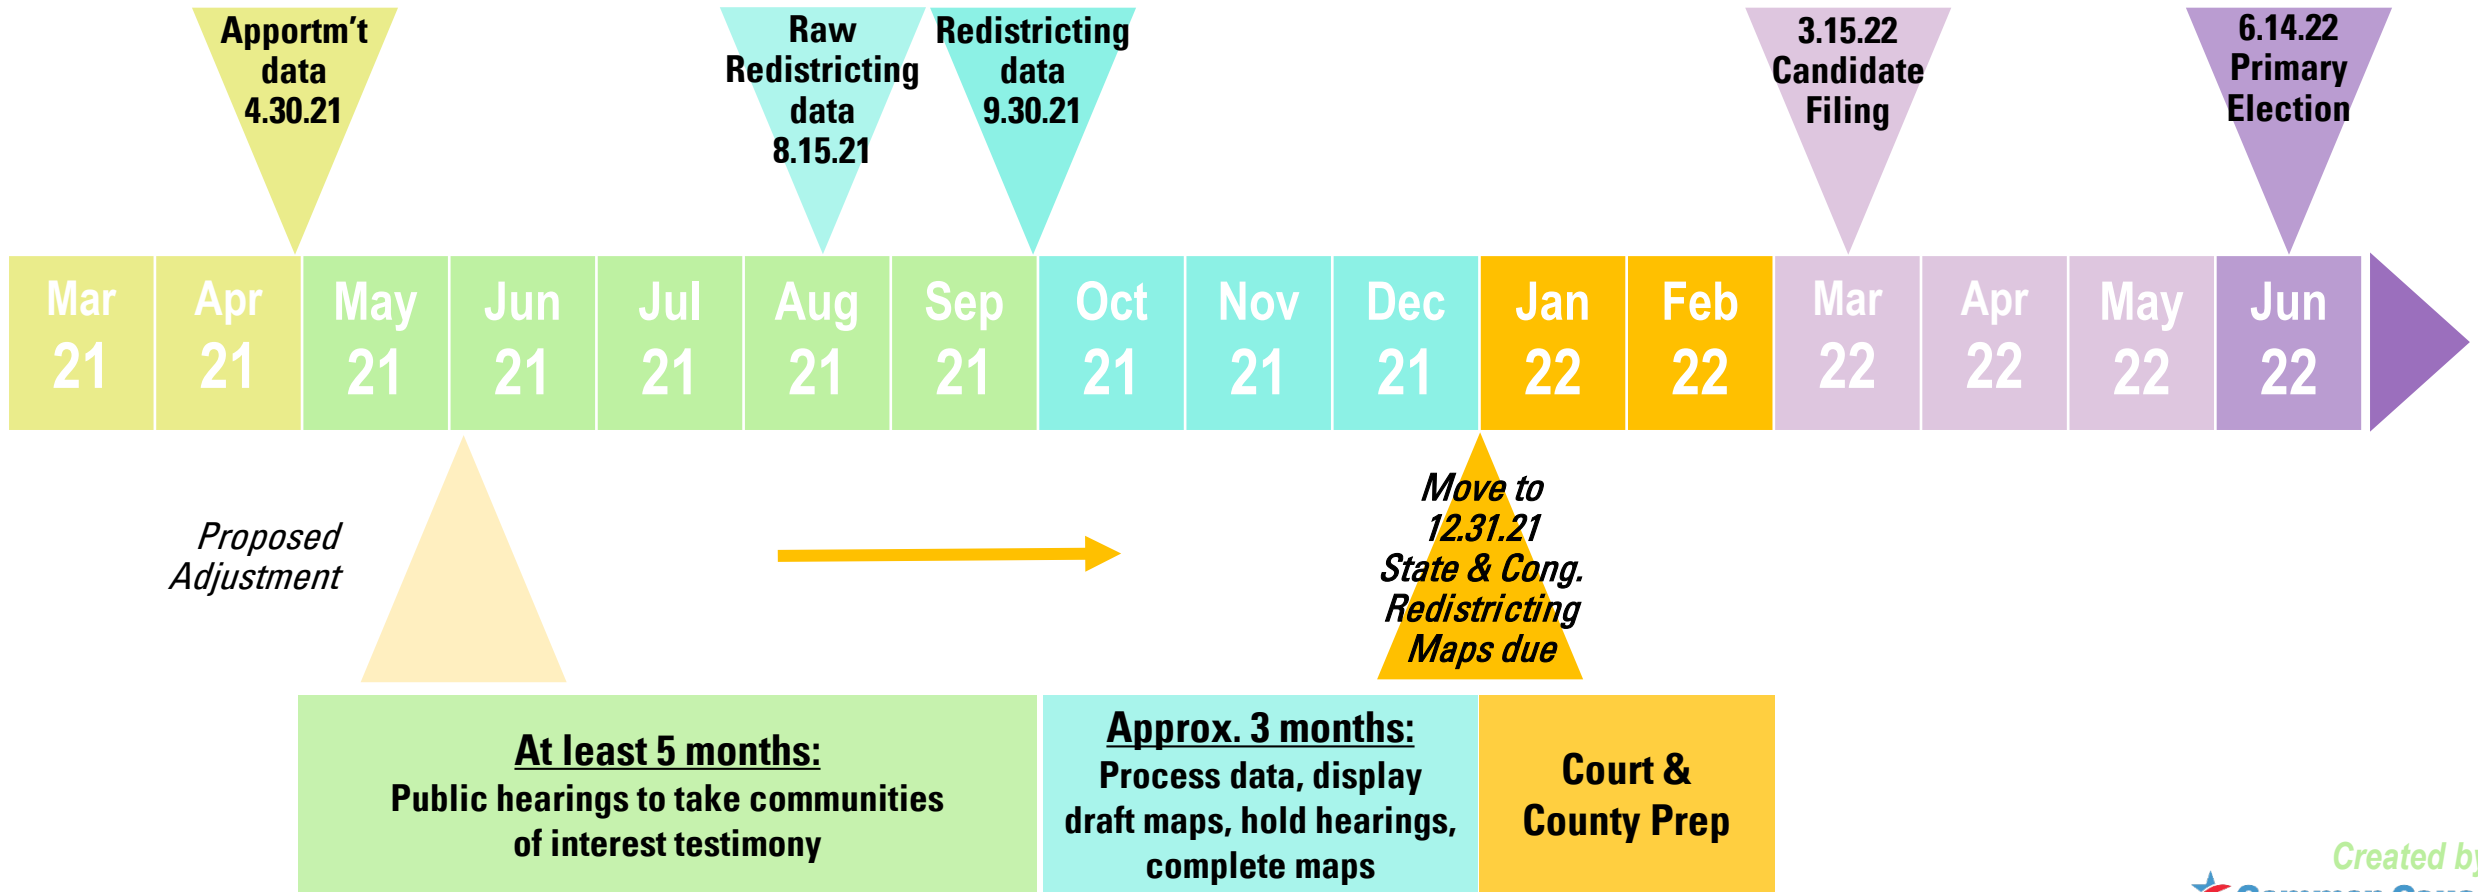 Apportm't
data
4.30.21
Raw
Redistricting
data
8.15.21
Redistricting
data
9.30.21
3.15.22
Candidate
Filing
6.14.22
Primary
Election
Mar
21
Apr
21
May
21
Jun
21
Jul
21
Aug
21
Sep
21
Oct
21
Nov
21
Dec
21
Jan
22
Feb
22
Mar
22
Apr
22
May
22
Jun
22
Proposed
Adjustment
Move to
12.31.21
State & Cong.
Redistricting
Maps due
At least 5 months:
Public hearings to take communities
of interest testimony
Approx. 3 months:
Process data, display
draft maps, hold hearings,
complete maps
Court &
County Prep
Created by
Common